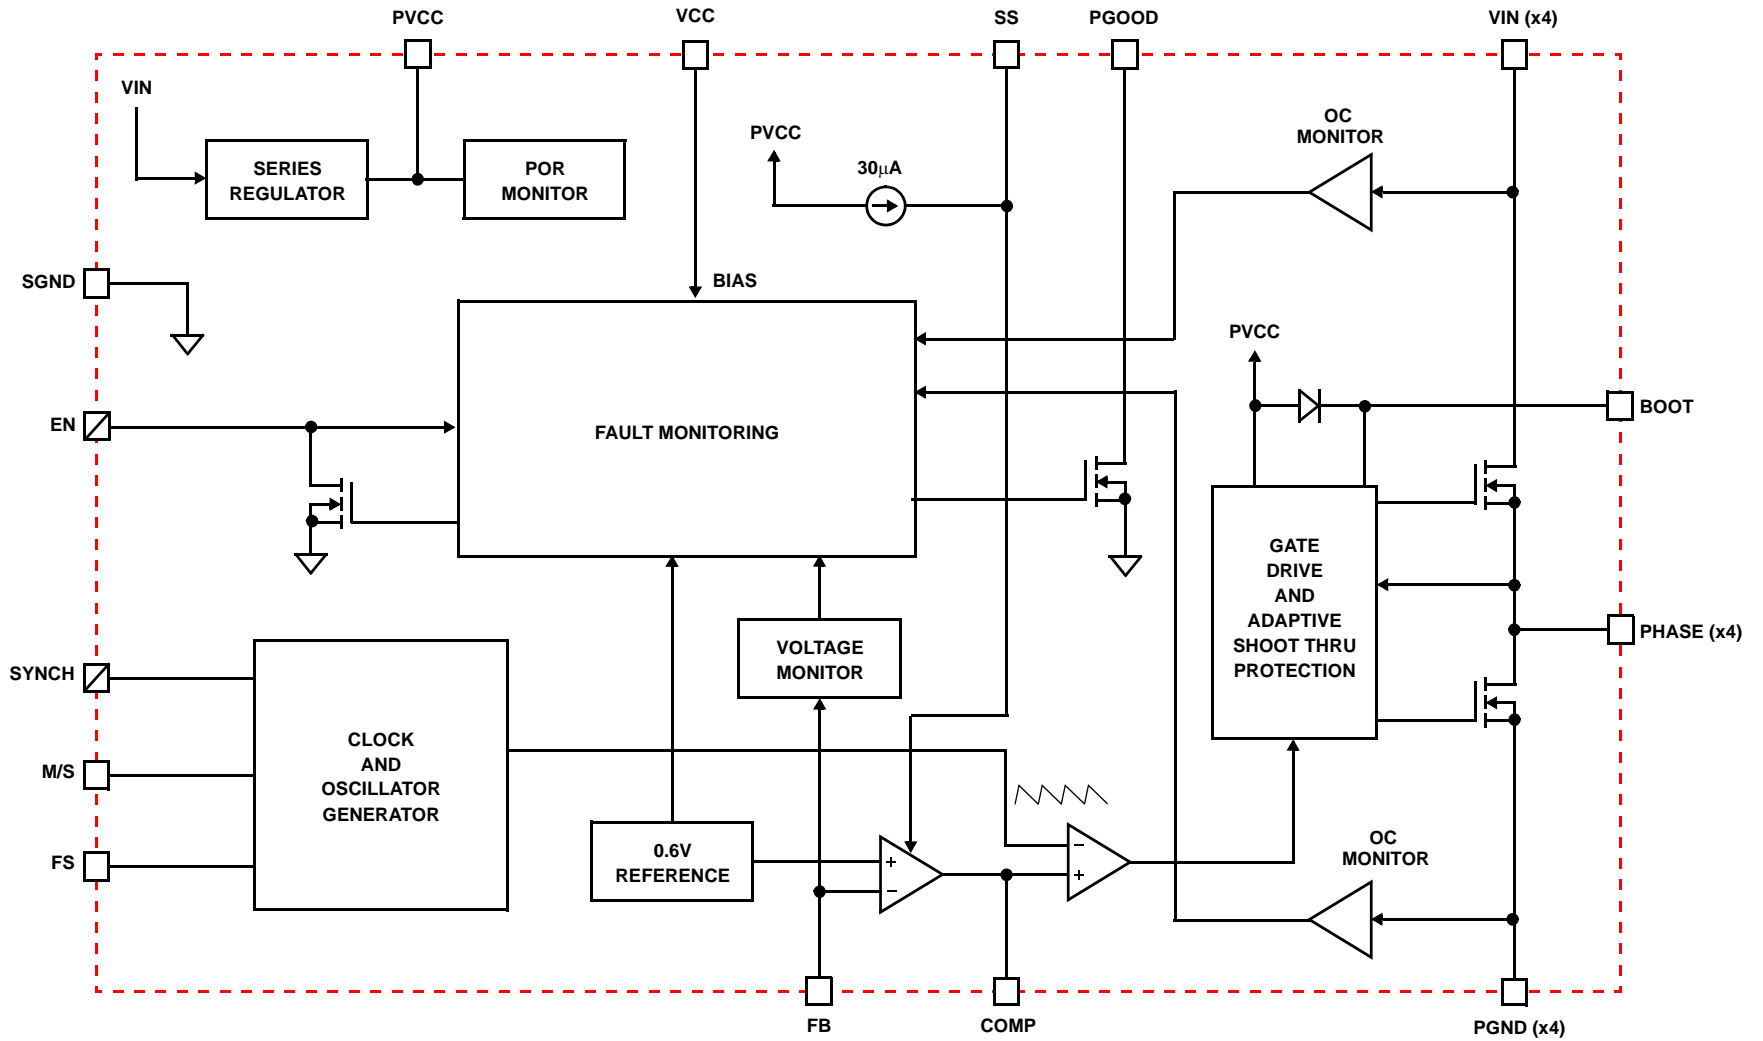 PVCC
VCC
SS
PGOOD
VIN (x4)
VIN
SERIES
REGULATOR
POR
MONITOR
PVCC
30µA
OC
MONITOR
SGND
BIAS
PVCC
BOOT
EN
FAULT MONITORING
GATE
DRIVE
AND
ADAPTIVE
SHOOT THRU
PROTECTION
PHASE (x4)
VOLTAGE
MONITOR
SYNCH
M/S
FS
CLOCK
AND
OSCILLATOR
GENERATOR
0.6V
REFERENCE
+
−
−
+
OC
MONITOR
FB
COMP
PGND (x4)